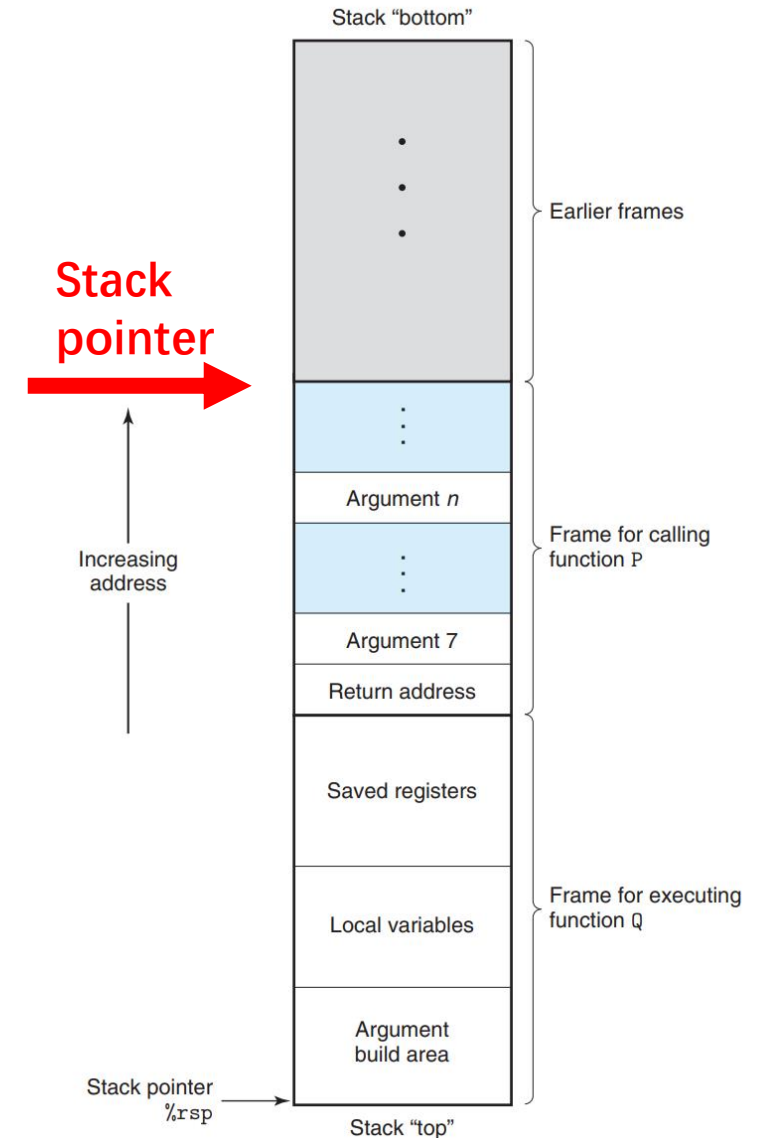 Stack “bottom”
Earlier frames
Stack
pointer
Argument n
Frame for calling
function P
Increasing
address
Argument 7
Return address
Saved registers
Frame for executing
function Q
Local variables
Argument
build area
Stack pointer
%rsp
Stack “top”